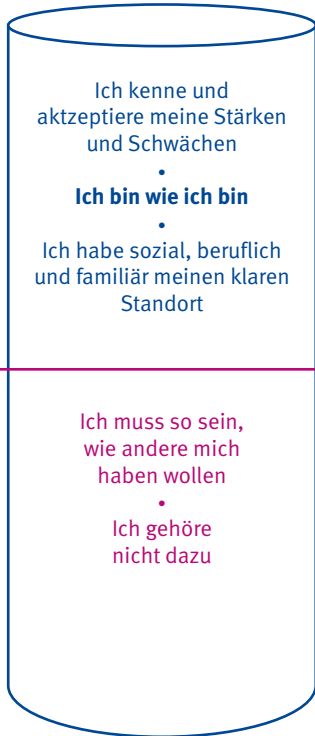 Ich kenne und
aktzeptiere meine Stärken
und Schwächen
•
Ich bin wie ich bin
•
Ich habe sozial, beruflich
und familiär meinen klaren
Standort
Ich muss so sein,
wie andere mich
haben wollen
•
Ich gehöre
nicht dazu